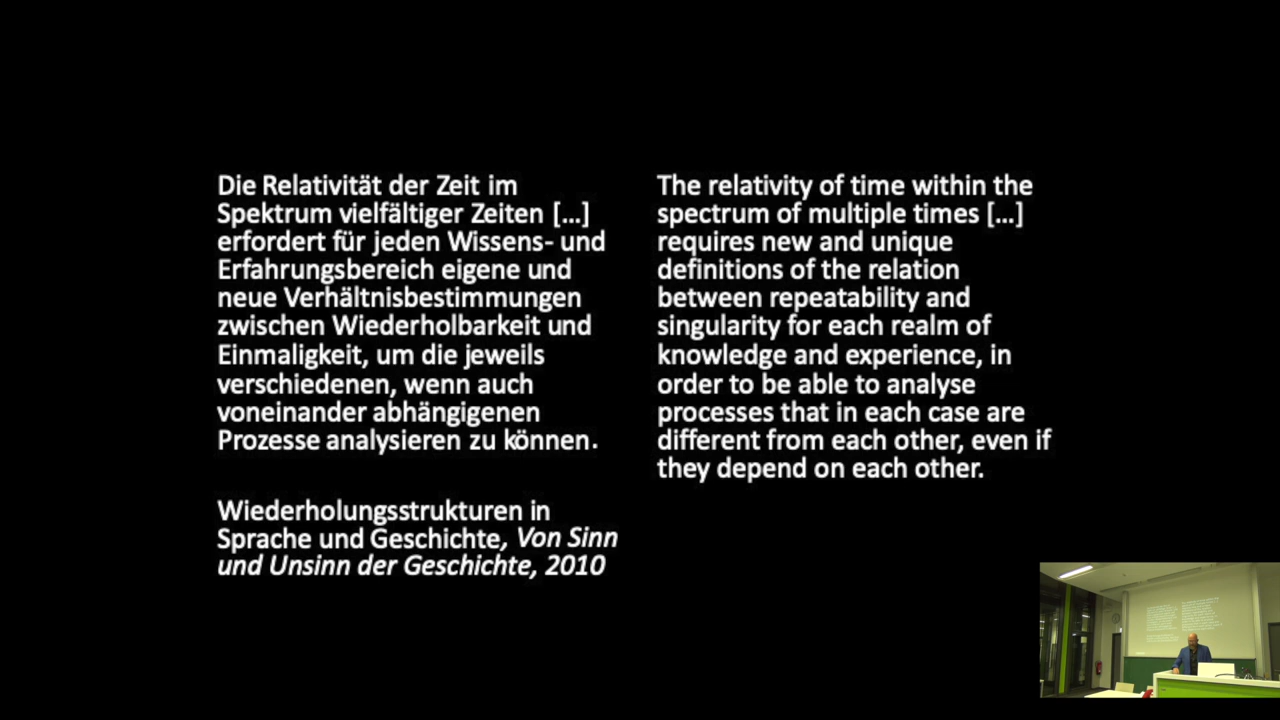 Die Relativität der Zeit im
Spektrum vielfältiger Zeiten [...]
erfordert für jeden Wissens- und
Erfahrungsbereich eigene und
neue Verhältnisbestimmungen
zwischen Wiederholbarkeit und
Einmaligkeit, um die jeweils
verschiedenen, wenn auch
voneinander abhängigenen
Prozesse analysieren zu können.
Wiederholungsstrukturen in
Sprache und Geschichte, Von Sinn
und Unsinn der Geschichte, 2010
The relativity of time within the
spectrum of multiple times [...]
requires new and unique
definitions of the relation
between repeatability and
singularity for each realm of
knowledge and experience, in
order to be able to analyse
processes that in each case are
different from each other, even if
they depend on each other.